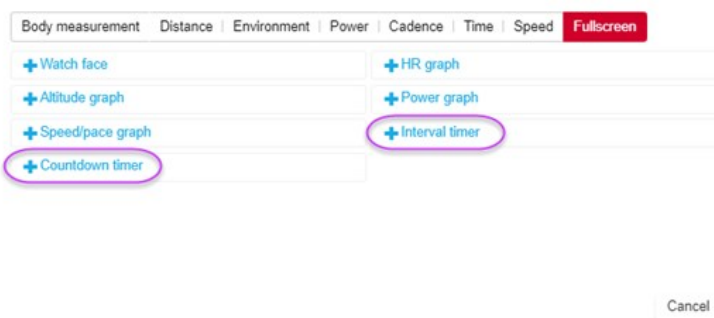 Body measurement Distance Environment Power Cadence Time Speed Fullscreen
Watch face HR graph
Altitude graph Power graph
Speed/pace graph Interval timer
Countdown timer
Cancel